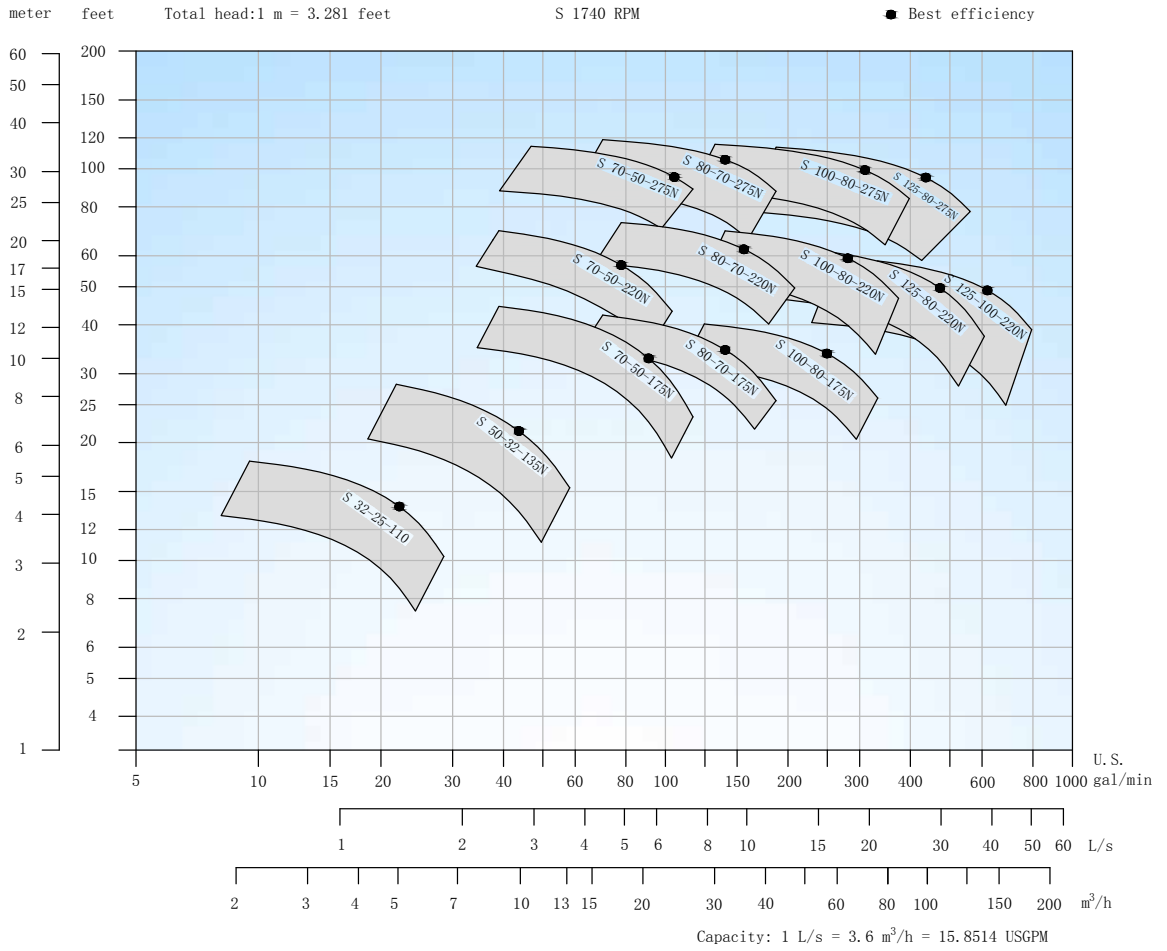 meter feet Total head:1 m = 3.281 feet S 1740 RPM Best efficiency
60 200
50 150
40 120
30 100
25 80
20 60
17 50
15
12 40
10 30
8 25
6 20
5 15
4 12
3 10
2 8
6
5
4
1
S 70-50-275N
S 80-70-275N
S 100-80-275N
S 125-80-275N
S 70-50-220N
S 80-70-220N
S 100-80-220N
S 125-80-220N
S 125-100-220N
S 70-50-175N
S 80-70-175N
S 100-80-175N
S 50-32-135N
S 32-25-110
5 10 15 20 30 40 60 80 100 150 200 300 400 600 800 1000
U.S.
gal/min
1 2 3 4 5 6 8 10 15 20 30 40 50 60 L/s
2 3 4 5 7 10 13 15 20 30 40 60 80 100 150 200 m³/h
Capacity: 1 L/s = 3.6 m³/h = 15.8514 USGPM